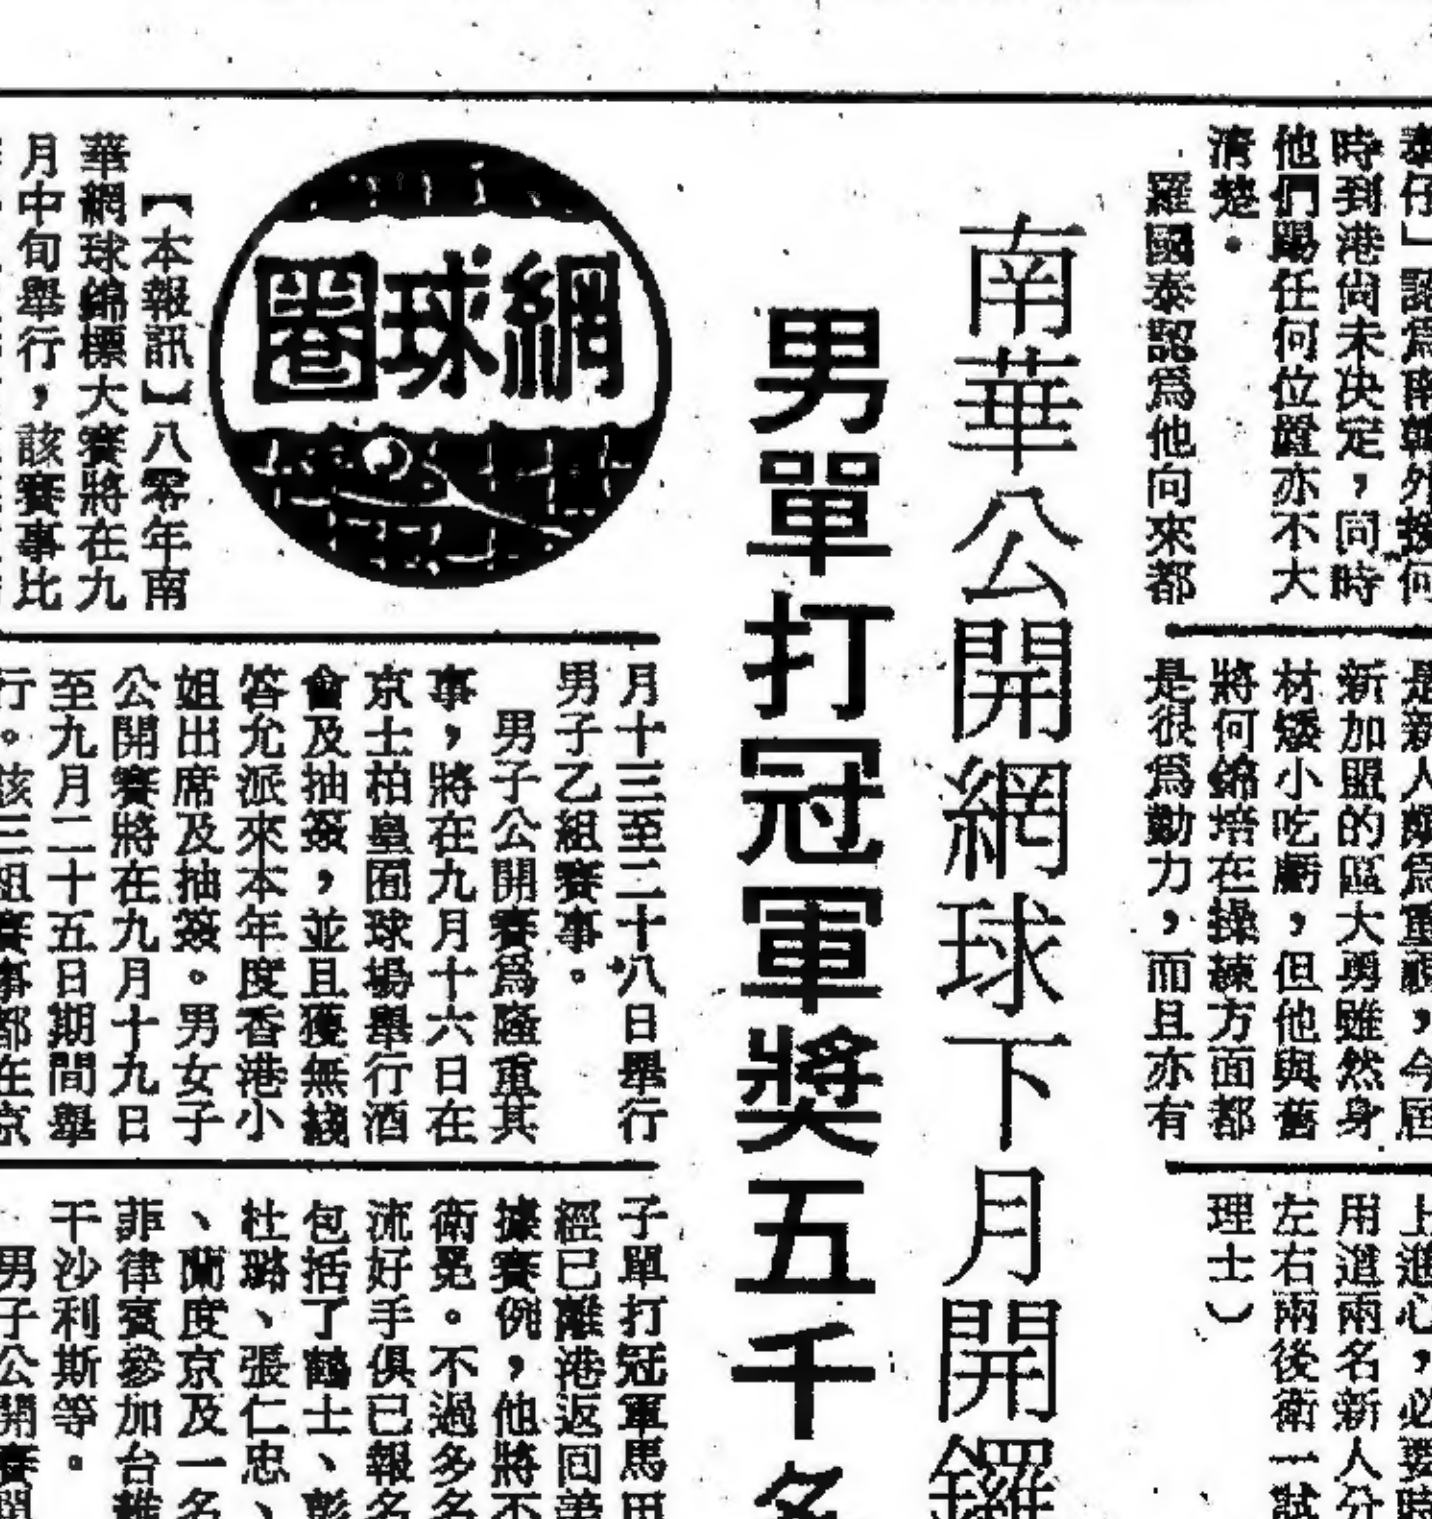 時到港尚未决定，同時
他們踢任何位置亦不大
清楚。
羅國泰認爲他向來都
新加盟的區大勇雖然身
材矮小吃虧，但他與舊
將何錦培在操練方面都
是很爲勤力，而且亦有
用這兩名新人分
左右兩後衛一試
理士）
南華公開網球下月開鑼
男單打冠軍獎五千
網球圈
【本報訊】八零年南
華網球錦標大賽將在九
月中旬舉行，該賽事比
月十三至二十八日舉行
男子乙組賽事。
男子公開賽爲隆重其
事，將在九月十六日在
京士柏皇囿球場舉行酒
會及抽簽，並且獲無綫
答允派來本年度香港小
姐出席及抽簽。男女子
公開賽將在九月十九日
至九月二十五日期間舉
行。該三組賽事都在京
子單打冠軍馬田
經已離港返回
據賽例，他將不
衛冕。不過多名
流好手俱已報名
包括了鶴士、彭
杜璐、張仁忠、
、蘭度京及一名
菲律賓參加台
千沙利斯等。
男子公開賽